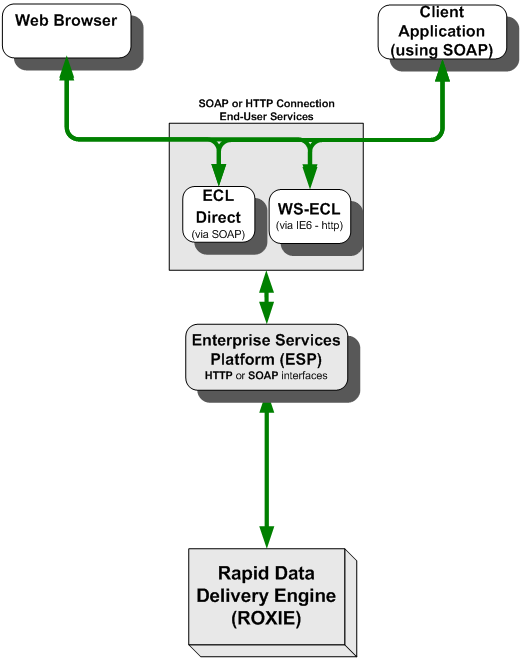 Web Browser
Client
Application
(using SOAP)
SOAP or HTTP Connection
End-User Services
ECL
Direct
(via SOAP)
WS-ECL
(via IE6 - http)
Enterprise Services
Platform (ESP)
HTTP or SOAP interfaces
Rapid Data
Delivery Engine
(ROXIE)